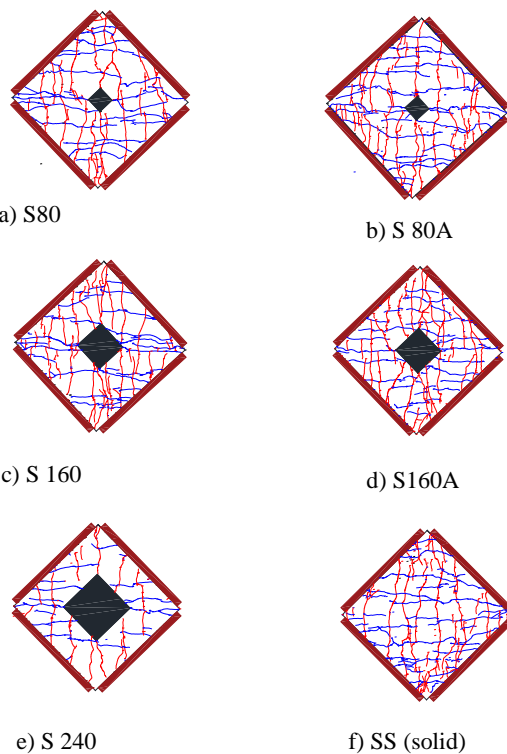 a) S80
b) S 80A
c) S 160
d) S160A
e) S 240
f) SS (solid)